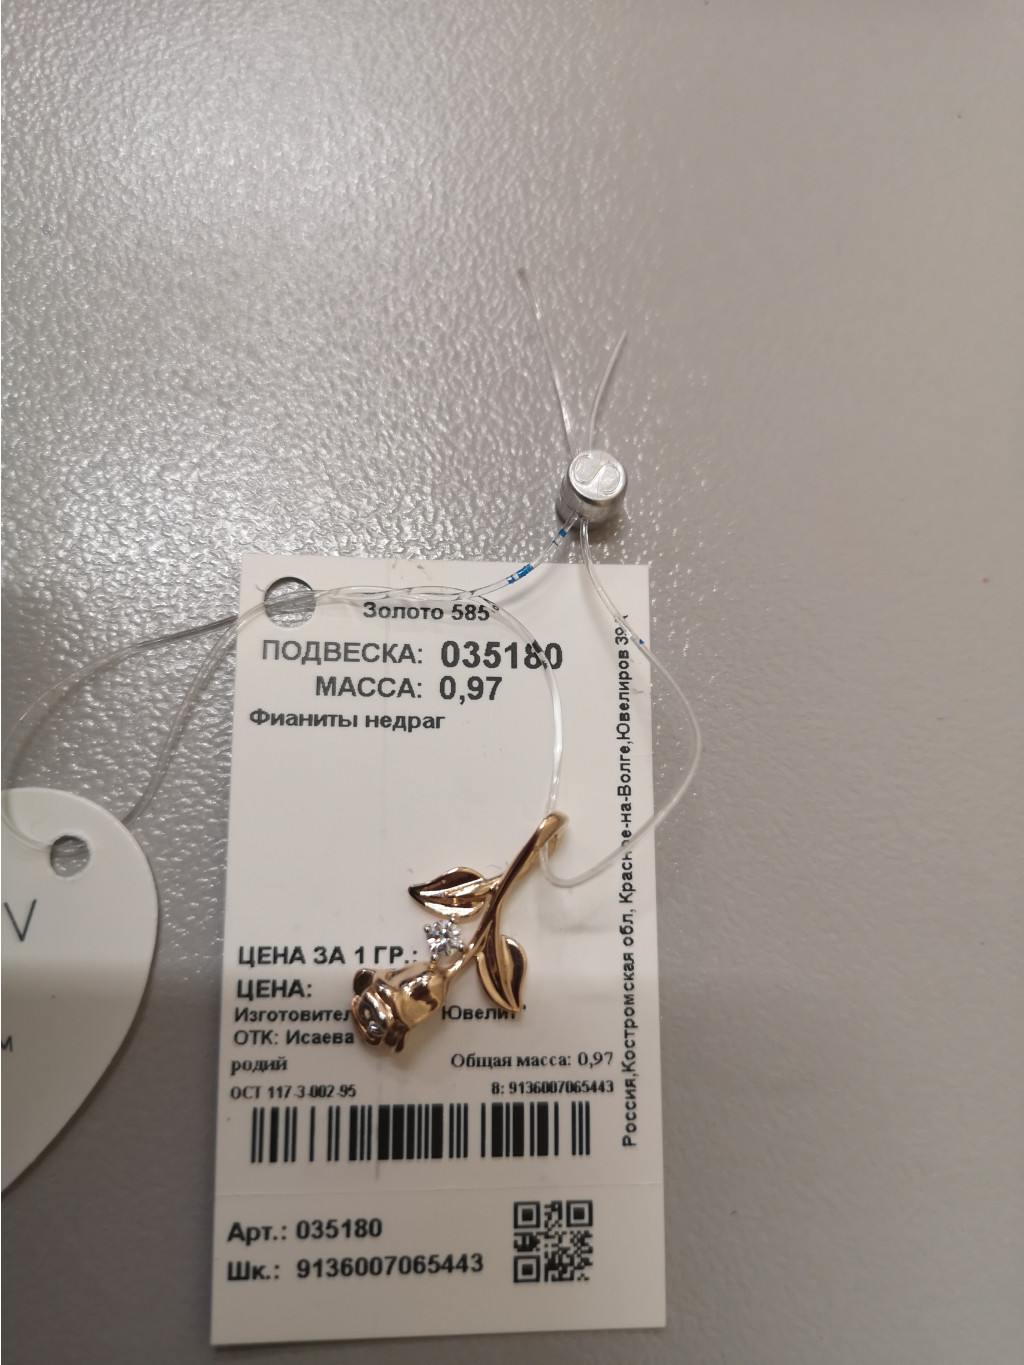 Золото 585°
ПОДВЕСКА: 035180
МАССА: 0,97
Фианиты недраг
ЦЕНА ЗА 1 ГР.:
ЦЕНА:
ОТК: Исаева
родий
Общая масса: 0,97
ОСТ 117-3-002-95
8: 9136007065443
Арт.: 035180
Шк.: 9136007065443
Россия,Костромская обл, Красное-на-Волге,Ювелиров
V
М